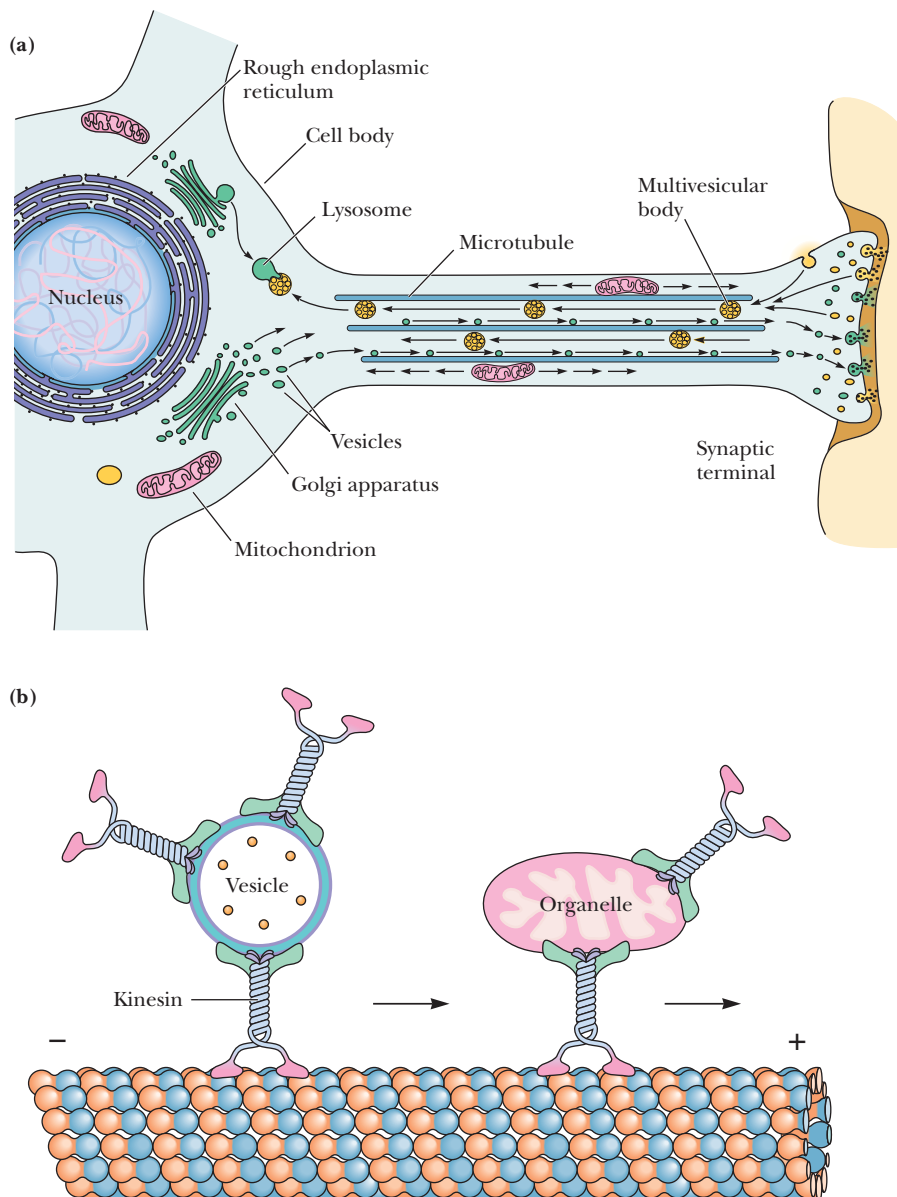 (a)
Rough endoplasmic
reticulum
Cell body
Multivesicular
body
Lysosome
Microtubule
Nucleus
Vesicles
Synaptic
terminal
Golgi apparatus
Mitochondrion
(b)
Vesicle
Organelle
Kinesin
–
+